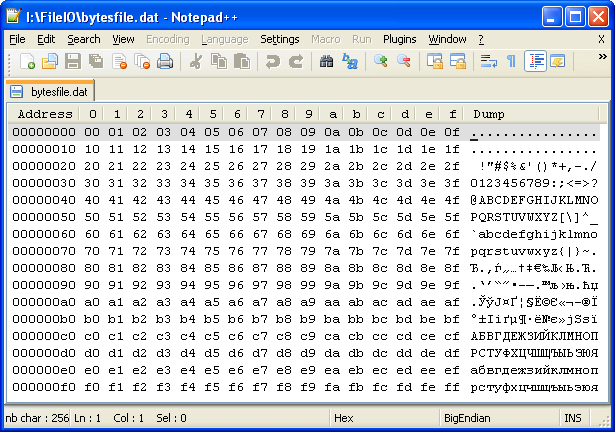 I:\FileIO\bytesfile.dat - Notepad++
File Edit Search View Encoding Language Settings Macro Run Plugins Window ? X
bytesfile.dat
Address 0 1 2 3 4 5 6 7 8 9 a b c d e f Dump
00000000 00 01 02 03 04 05 06 07 08 09 0a 0b 0c 0d 0e 0f ................
00000010 10 11 12 13 14 15 16 17 18 19 1a 1b 1c 1d 1e 1f ................
00000020 20 21 22 23 24 25 26 27 28 29 2a 2b 2c 2d 2e 2f !"#$%&'()*+,-./
00000030 30 31 32 33 34 35 36 37 38 39 3a 3b 3c 3d 3e 3f 0123456789:;<=>?
00000040 40 41 42 43 44 45 46 47 48 49 4a 4b 4c 4d 4e 4f @ABCDEFGHIJKLMNO
00000050 50 51 52 53 54 55 56 57 58 59 5a 5b 5c 5d 5e 5f PQRSTUVWXYZ[\]^_
00000060 60 61 62 63 64 65 66 67 68 69 6a 6b 6c 6d 6e 6f `abcdefghijklmno
00000070 70 71 72 73 74 75 76 77 78 79 7a 7b 7c 7d 7e 7f pqrstuvwxyz{|}~.
00000080 80 81 82 83 84 85 86 87 88 89 8a 8b 8c 8d 8e 8f Ђ.‚ѓ„…†‡€‰Љ‹Њ.Ћ.
00000090 90 91 92 93 94 95 96 97 98 99 9a 9b 9c 9d 9e 9f .‘’“”•–—.™љ›њ.ћџ
000000a0 a0 a1 a2 a3 a4 a5 a6 a7 a8 a9 aa ab ac ad ae af .ЎўЈ¤Ґ¦§Ё©Є«¬-®Ї
000000b0 b0 b1 b2 b3 b4 b5 b6 b7 b8 b9 ba bb bc bd be bf °±Ііґµ¶·ё№є»јЅѕї
000000c0 c0 c1 c2 c3 c4 c5 c6 c7 c8 c9 ca cb cc cd ce cf АБВГДЕЖЗИЙКЛМНОП
000000d0 d0 d1 d2 d3 d4 d5 d6 d7 d8 d9 da db dc dd de df РСТУФХЦЧШЩЪЫЬЭЮЯ
000000e0 e0 e1 e2 e3 e4 e5 e6 e7 e8 e9 ea eb ec ed ee ef абвгдежзийклмноп
000000f0 f0 f1 f2 f3 f4 f5 f6 f7 f8 f9 fa fb fc fd fe ff рстуфхцчшщъыьэюя
nb char : 256 Ln : 1 Col : 1 Sel : 0 Hex BigEndian INS